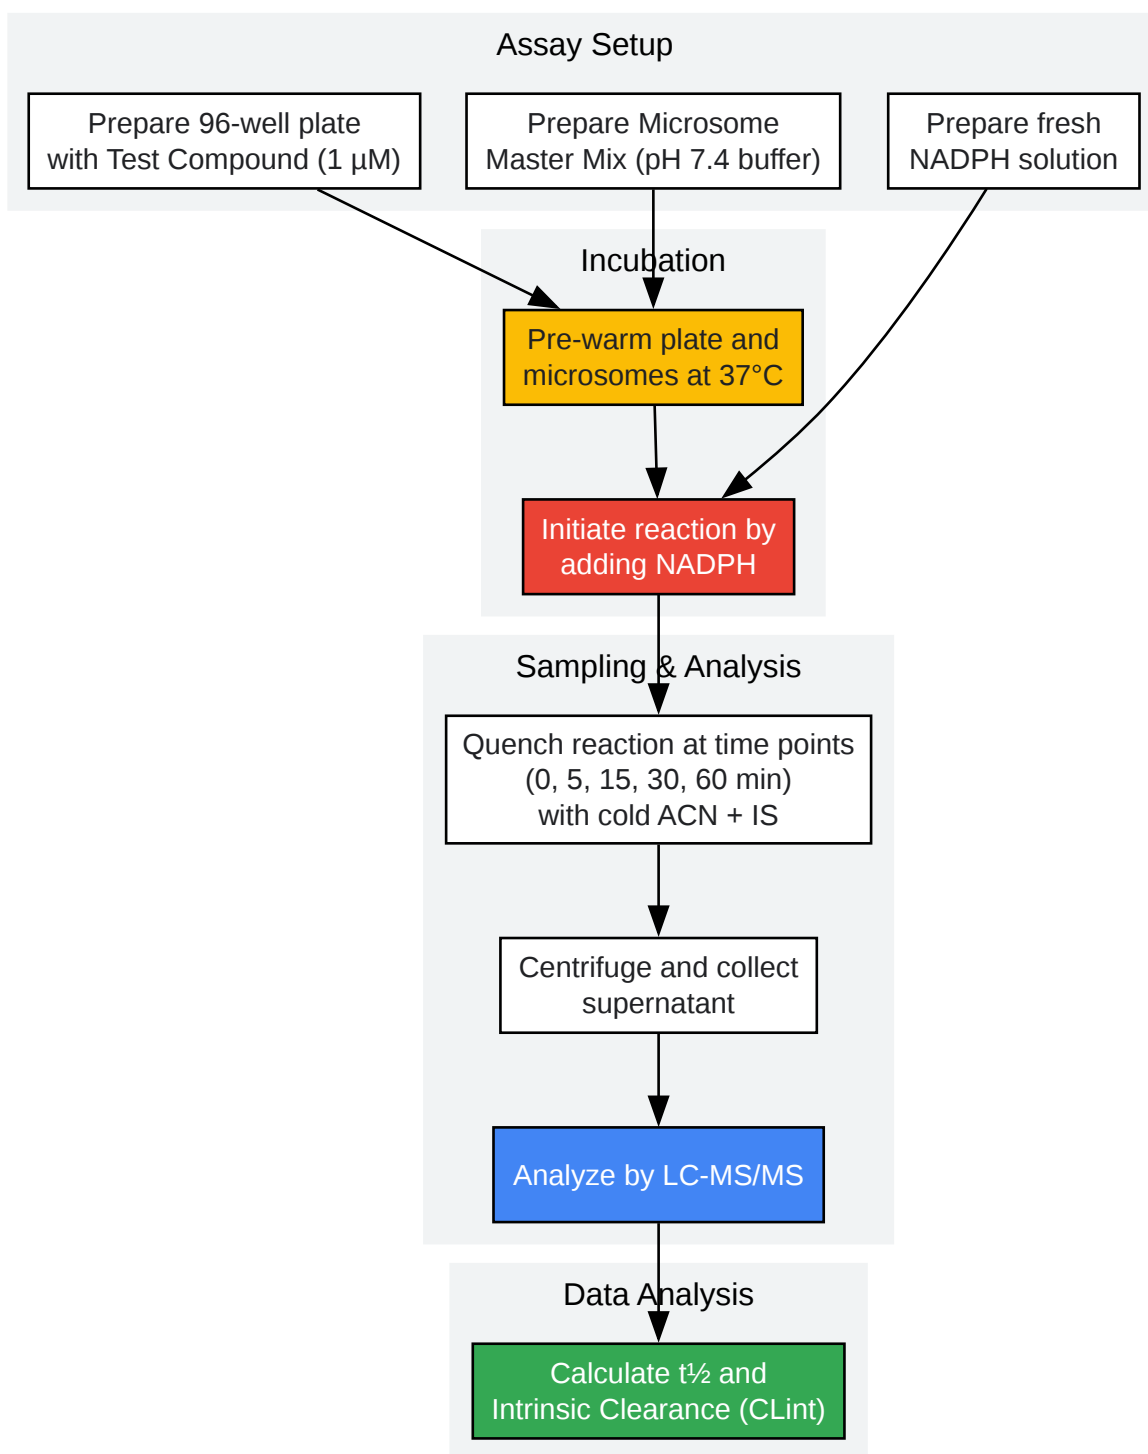 Assay Setup
Prepare 96-well plate
with Test Compound (1 µM)
Prepare Microsome
Master Mix (pH 7.4 buffer)
Prepare fresh
NADPH solution
Incubation
Pre-warm plate and
microsomes at 37°C
Initiate reaction by
adding NADPH
Sampling & Analysis
Quench reaction at time points
(0, 5, 15, 30, 60 min)
with cold ACN + IS
Centrifuge and collect
supernatant
Analyze by LC-MS/MS
Data Analysis
Calculate t½ and
Intrinsic Clearance (CLint)